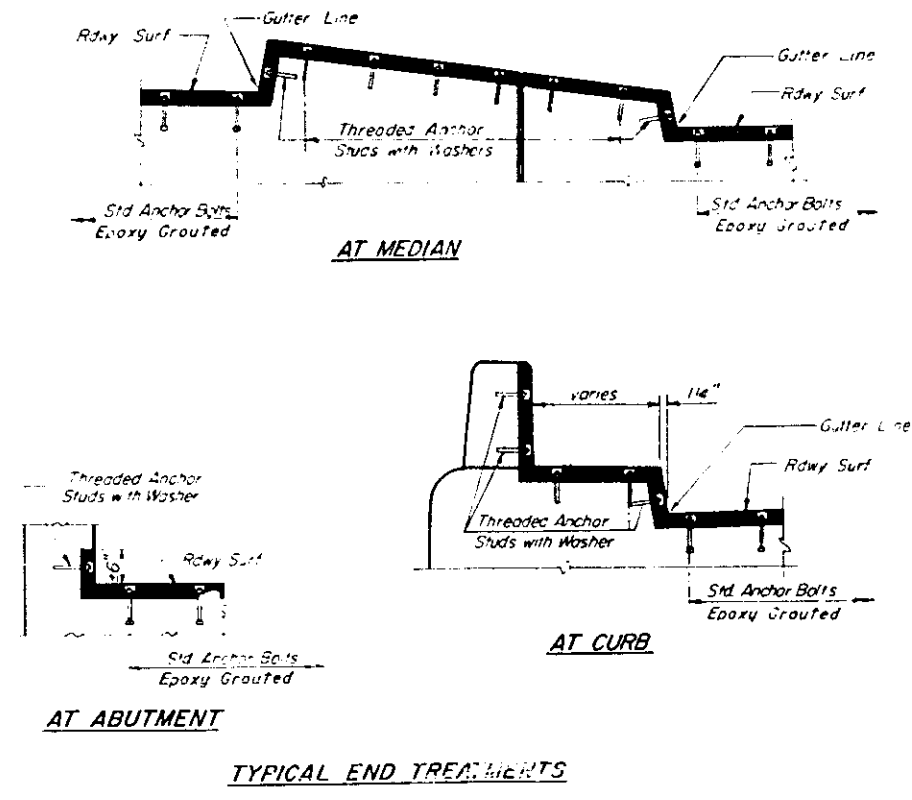 Gutter Line
Rdwy Surf
Gutter Line
Rdwy Surf
Threaded Anchor
Studs with Washers
Std Anchor Bolts
Epoxy Grouted
Std Anchor Bolts
Epoxy Grouted
AT MEDIAN
varies
1¼"
Gutter Line
Rdwy Surf
Threaded Anchor
Studs with Washer
Std. Anchor Bolts
Epoxy Grouted
AT CURB
Threaded Anchor
Studs with Washer
6"
Rdwy Surf
Std Anchor Bolts
Epoxy Grouted
AT ABUTMENT
TYPICAL END TREATMENTS